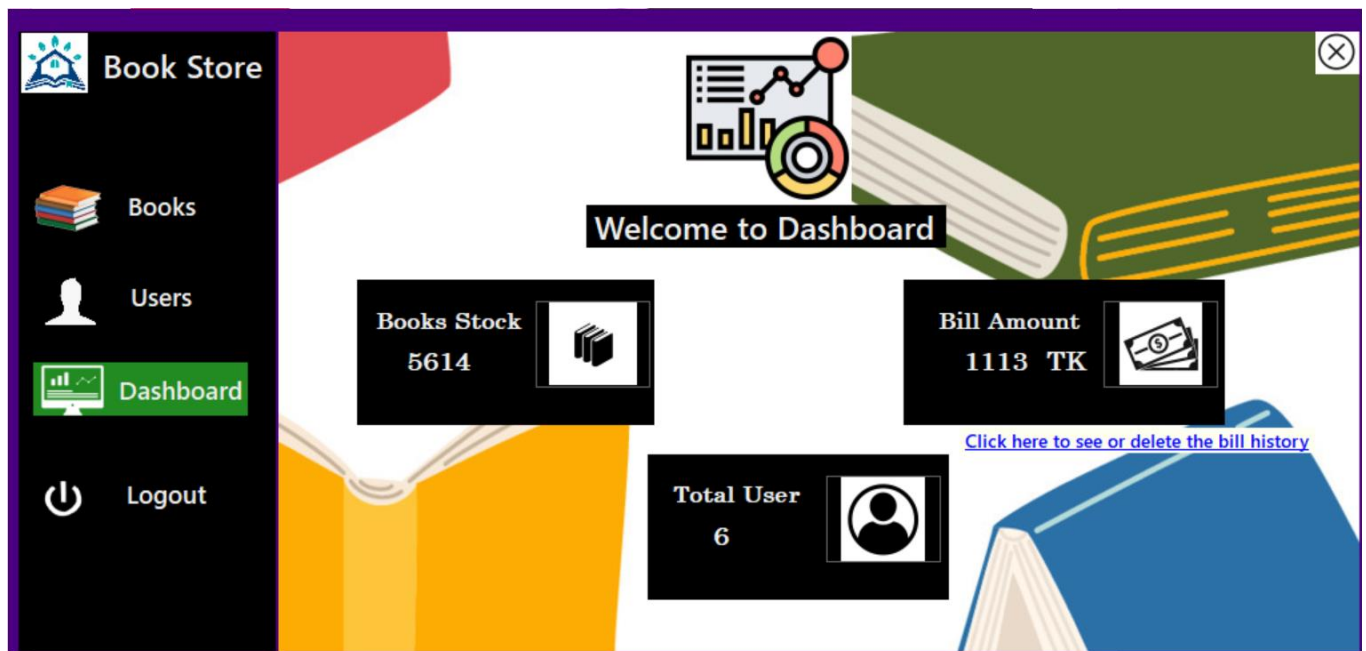 Book Store
Books
Users
Dashboard
Logout
Welcome to Dashboard
Books Stock
5614
Bill Amount
1113 TK
Click here to see or delete the bill history
Total User
6